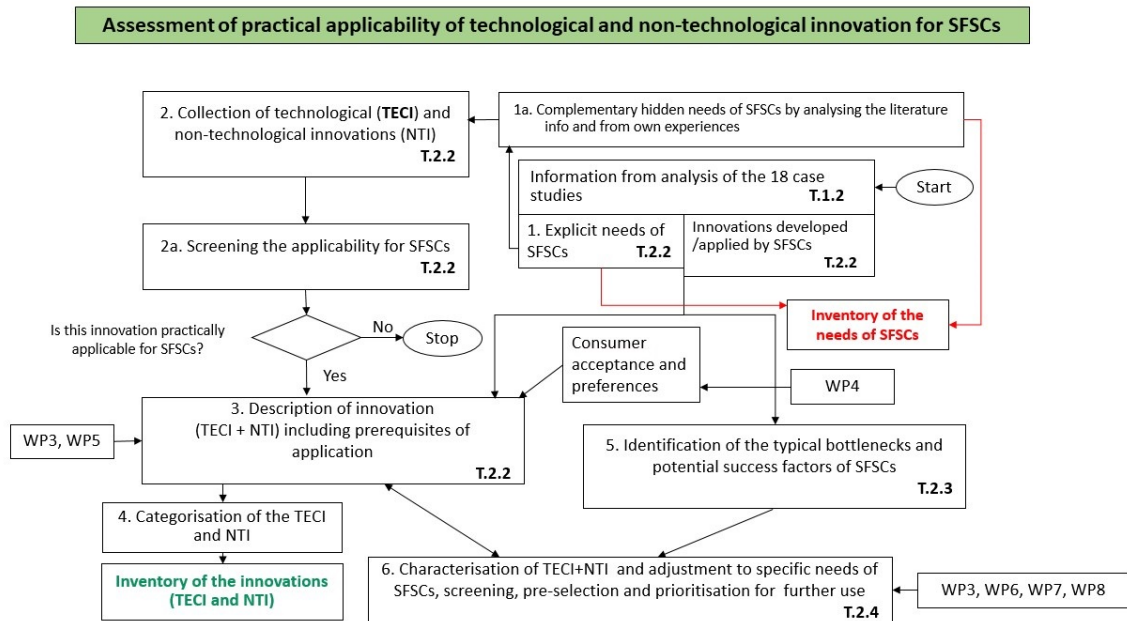 Assessment of practical applicability of technological and non-technological innovation for SFSCs
2. Collection of technological (TECI) and
non-technological innovations (NTI)
T.2.2
1a. Complementary hidden needs of SFSCs by analysing the literature
info and from own experiences
Information from analysis of the 18 case
studies
T.1.2
Start
1. Explicit needs of
SFSCs
T.2.2
Innovations developed
/applied by SFSCs
T.2.2
2a. Screening the applicability for SFSCs
T.2.2
Inventory of the
needs of SFSCs
Is this innovation practically
applicable for SFSCs?
No
Stop
Yes
Consumer
acceptance and
preferences
WP4
3. Description of innovation
(TECI + NTI) including prerequisites of
application
T.2.2
WP3, WP5
5. Identification of the typical bottlenecks and
potential success factors of SFSCs
T.2.3
4. Categorisation of the TECI
and NTI
Inventory of the innovations
(TECI and NTI)
6. Characterisation of TECI+NTI and adjustment to specific needs of
SFSCs, screening, pre-selection and prioritisation for further use
T.2.4
WP3, WP6, WP7, WP8